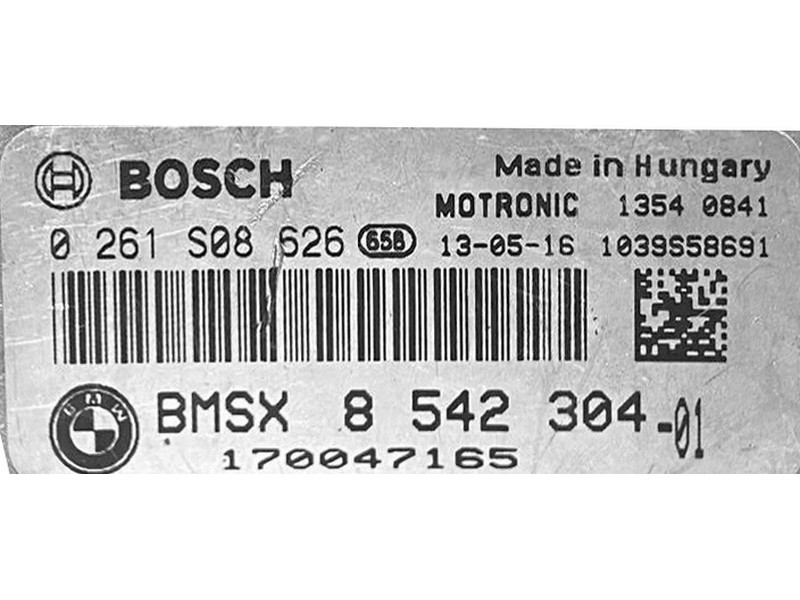 BOSCH
Made in Hungary
MOTRONIC 1354 0841
0 261 S08 626 658 13-05-16 1039S58691
BMW
BMSX 8 542 304-01
170047165